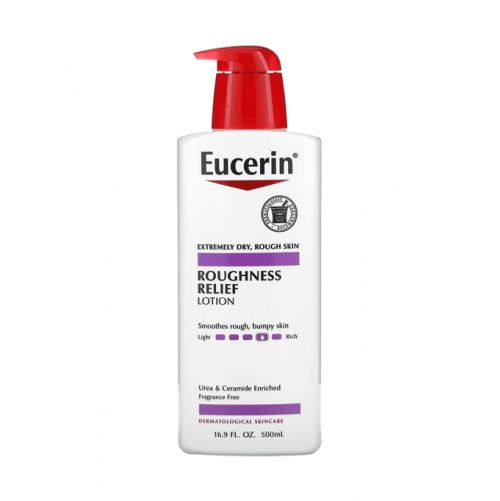 Eucerin®
EXTREMELY DRY, ROUGH SKIN
ROUGHNESS
RELIEF
LOTION
Smoothes rough, bumpy skin
Light Rich
Urea & Ceramide Enriched
Fragrance Free
DERMATOLOGICAL SKINCARE
16.9 FL. OZ. 500mL